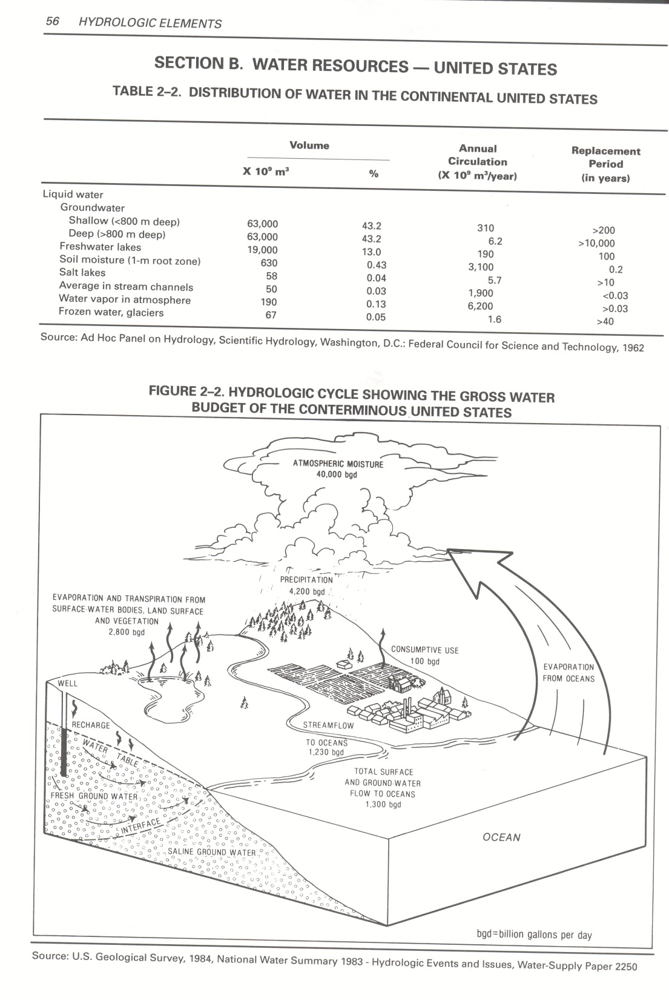 56 HYDROLOGIC ELEMENTS
SECTION B. WATER RESOURCES — UNITED STATES
TABLE 2–2. DISTRIBUTION OF WATER IN THE CONTINENTAL UNITED STATES
Volume Annual Circulation (X 10⁹ m³/year) Replacement Period (in years)
X 10⁹ m³ %
Liquid water
Groundwater
Shallow (<800 m deep) 63,000 43.2 310 >200
Deep (>800 m deep) 63,000 43.2 6.2 >10,000
Freshwater lakes 19,000 13.0 190 100
Soil moisture (1-m root zone) 630 0.43 3,100 0.2
Salt lakes 58 0.04 5.7 >10
Average in stream channels 50 0.03 1,900 <0.03
Water vapor in atmosphere 190 0.13 6,200 >0.03
Frozen water, glaciers 67 0.05 1.6 >40
Source: Ad Hoc Panel on Hydrology, Scientific Hydrology, Washington, D.C.: Federal Council for Science and Technology, 1962
FIGURE 2–2. HYDROLOGIC CYCLE SHOWING THE GROSS WATER
BUDGET OF THE CONTERMINOUS UNITED STATES
ATMOSPHERIC MOISTURE
40,000 bgd
PRECIPITATION
4,200 bgd
EVAPORATION AND TRANSPIRATION FROM
SURFACE-WATER BODIES, LAND SURFACE
AND VEGETATION
2,800 bgd
CONSUMPTIVE USE
100 bgd
EVAPORATION
FROM OCEANS
WELL
RECHARGE
WATER TABLE
STREAMFLOW
TO OCEANS
1,230 bgd
TOTAL SURFACE
AND GROUND-WATER
FLOW TO OCEANS
1,300 bgd
FRESH GROUND WATER
INTERFACE
SALINE GROUND WATER
OCEAN
bgd=billion gallons per day
Source: U.S. Geological Survey, 1984, National Water Summary 1983 - Hydrologic Events and Issues, Water-Supply Paper 2250